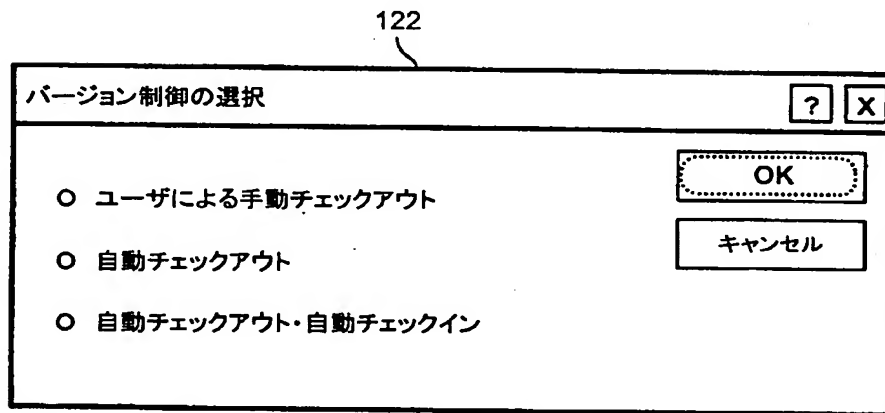 122
バージョン制御の選択
? X
OK
ユーザによる手動チェックアウト
キャンセル
自動チェックアウト
自動チェックアウト・自動チェックイン